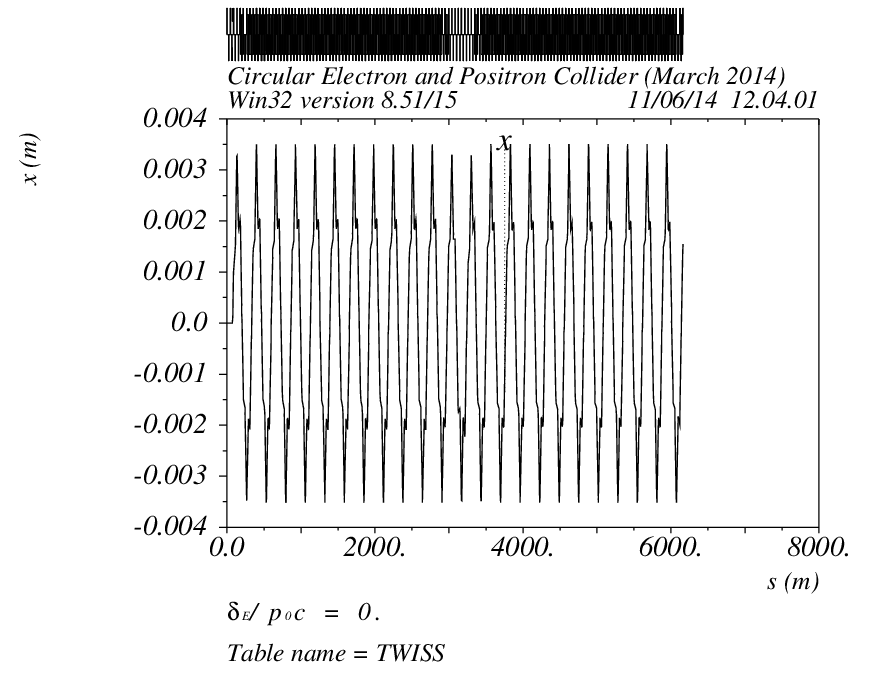 Circular Electron and Positron Collider (March 2014)
Win32 version 8.51/15 11/06/14 12.04.01
x (m)
0.004
0.003
0.002
0.001
0.0
-0.001
-0.002
-0.003
-0.004
x
0.0 2000. 4000. 6000. 8000.
s (m)
δE/ p0c = 0.
Table name = TWISS